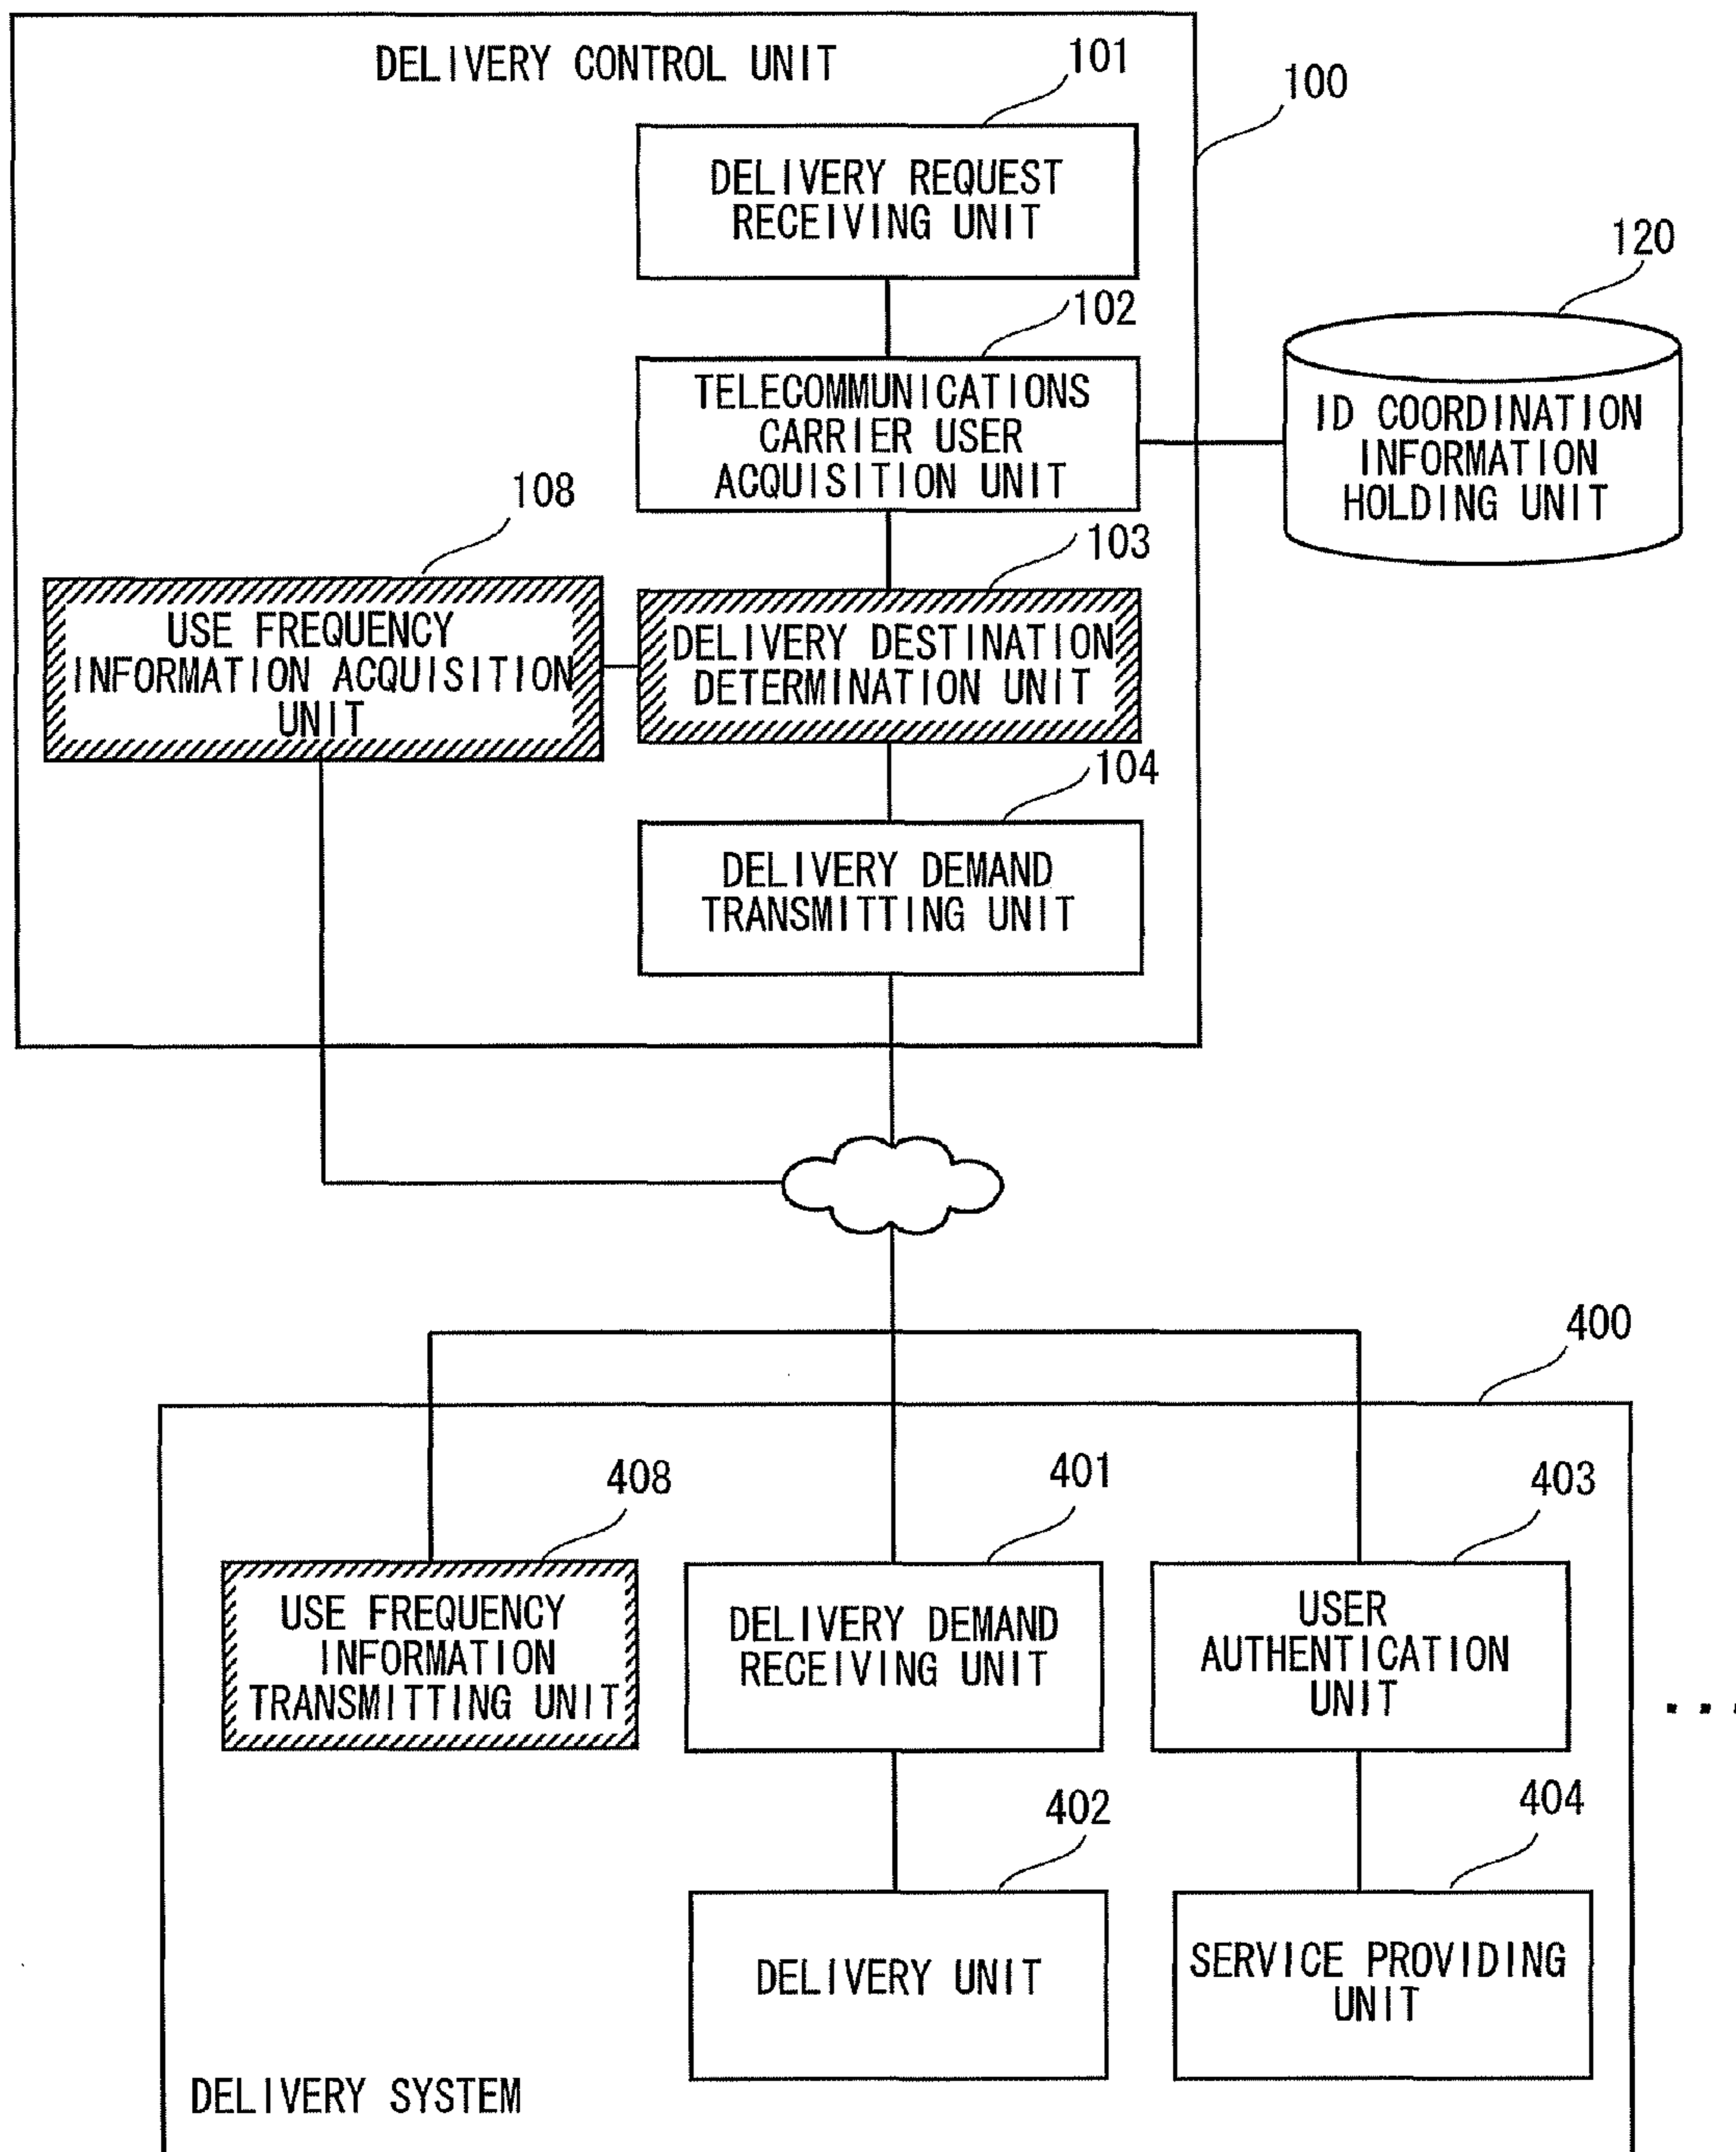 DELIVERY CONTROL UNIT
101
100
DELIVERY REQUEST
RECEIVING UNIT
120
102
TELECOMMUNICATIONS
CARRIER USER
ACQUISITION UNIT
ID COORDINATION
INFORMATION
HOLDING UNIT
108
103
USE FREQUENCY
INFORMATION ACQUISITION
UNIT
DELIVERY DESTINATION
DETERMINATION UNIT
104
DELIVERY DEMAND
TRANSMITTING UNIT
400
408
401
403
USE FREQUENCY
INFORMATION
TRANSMITTING UNIT
DELIVERY DEMAND
RECEIVING UNIT
USER
AUTHENTICATION
UNIT
...
402
404
DELIVERY UNIT
SERVICE PROVIDING
UNIT
DELIVERY SYSTEM